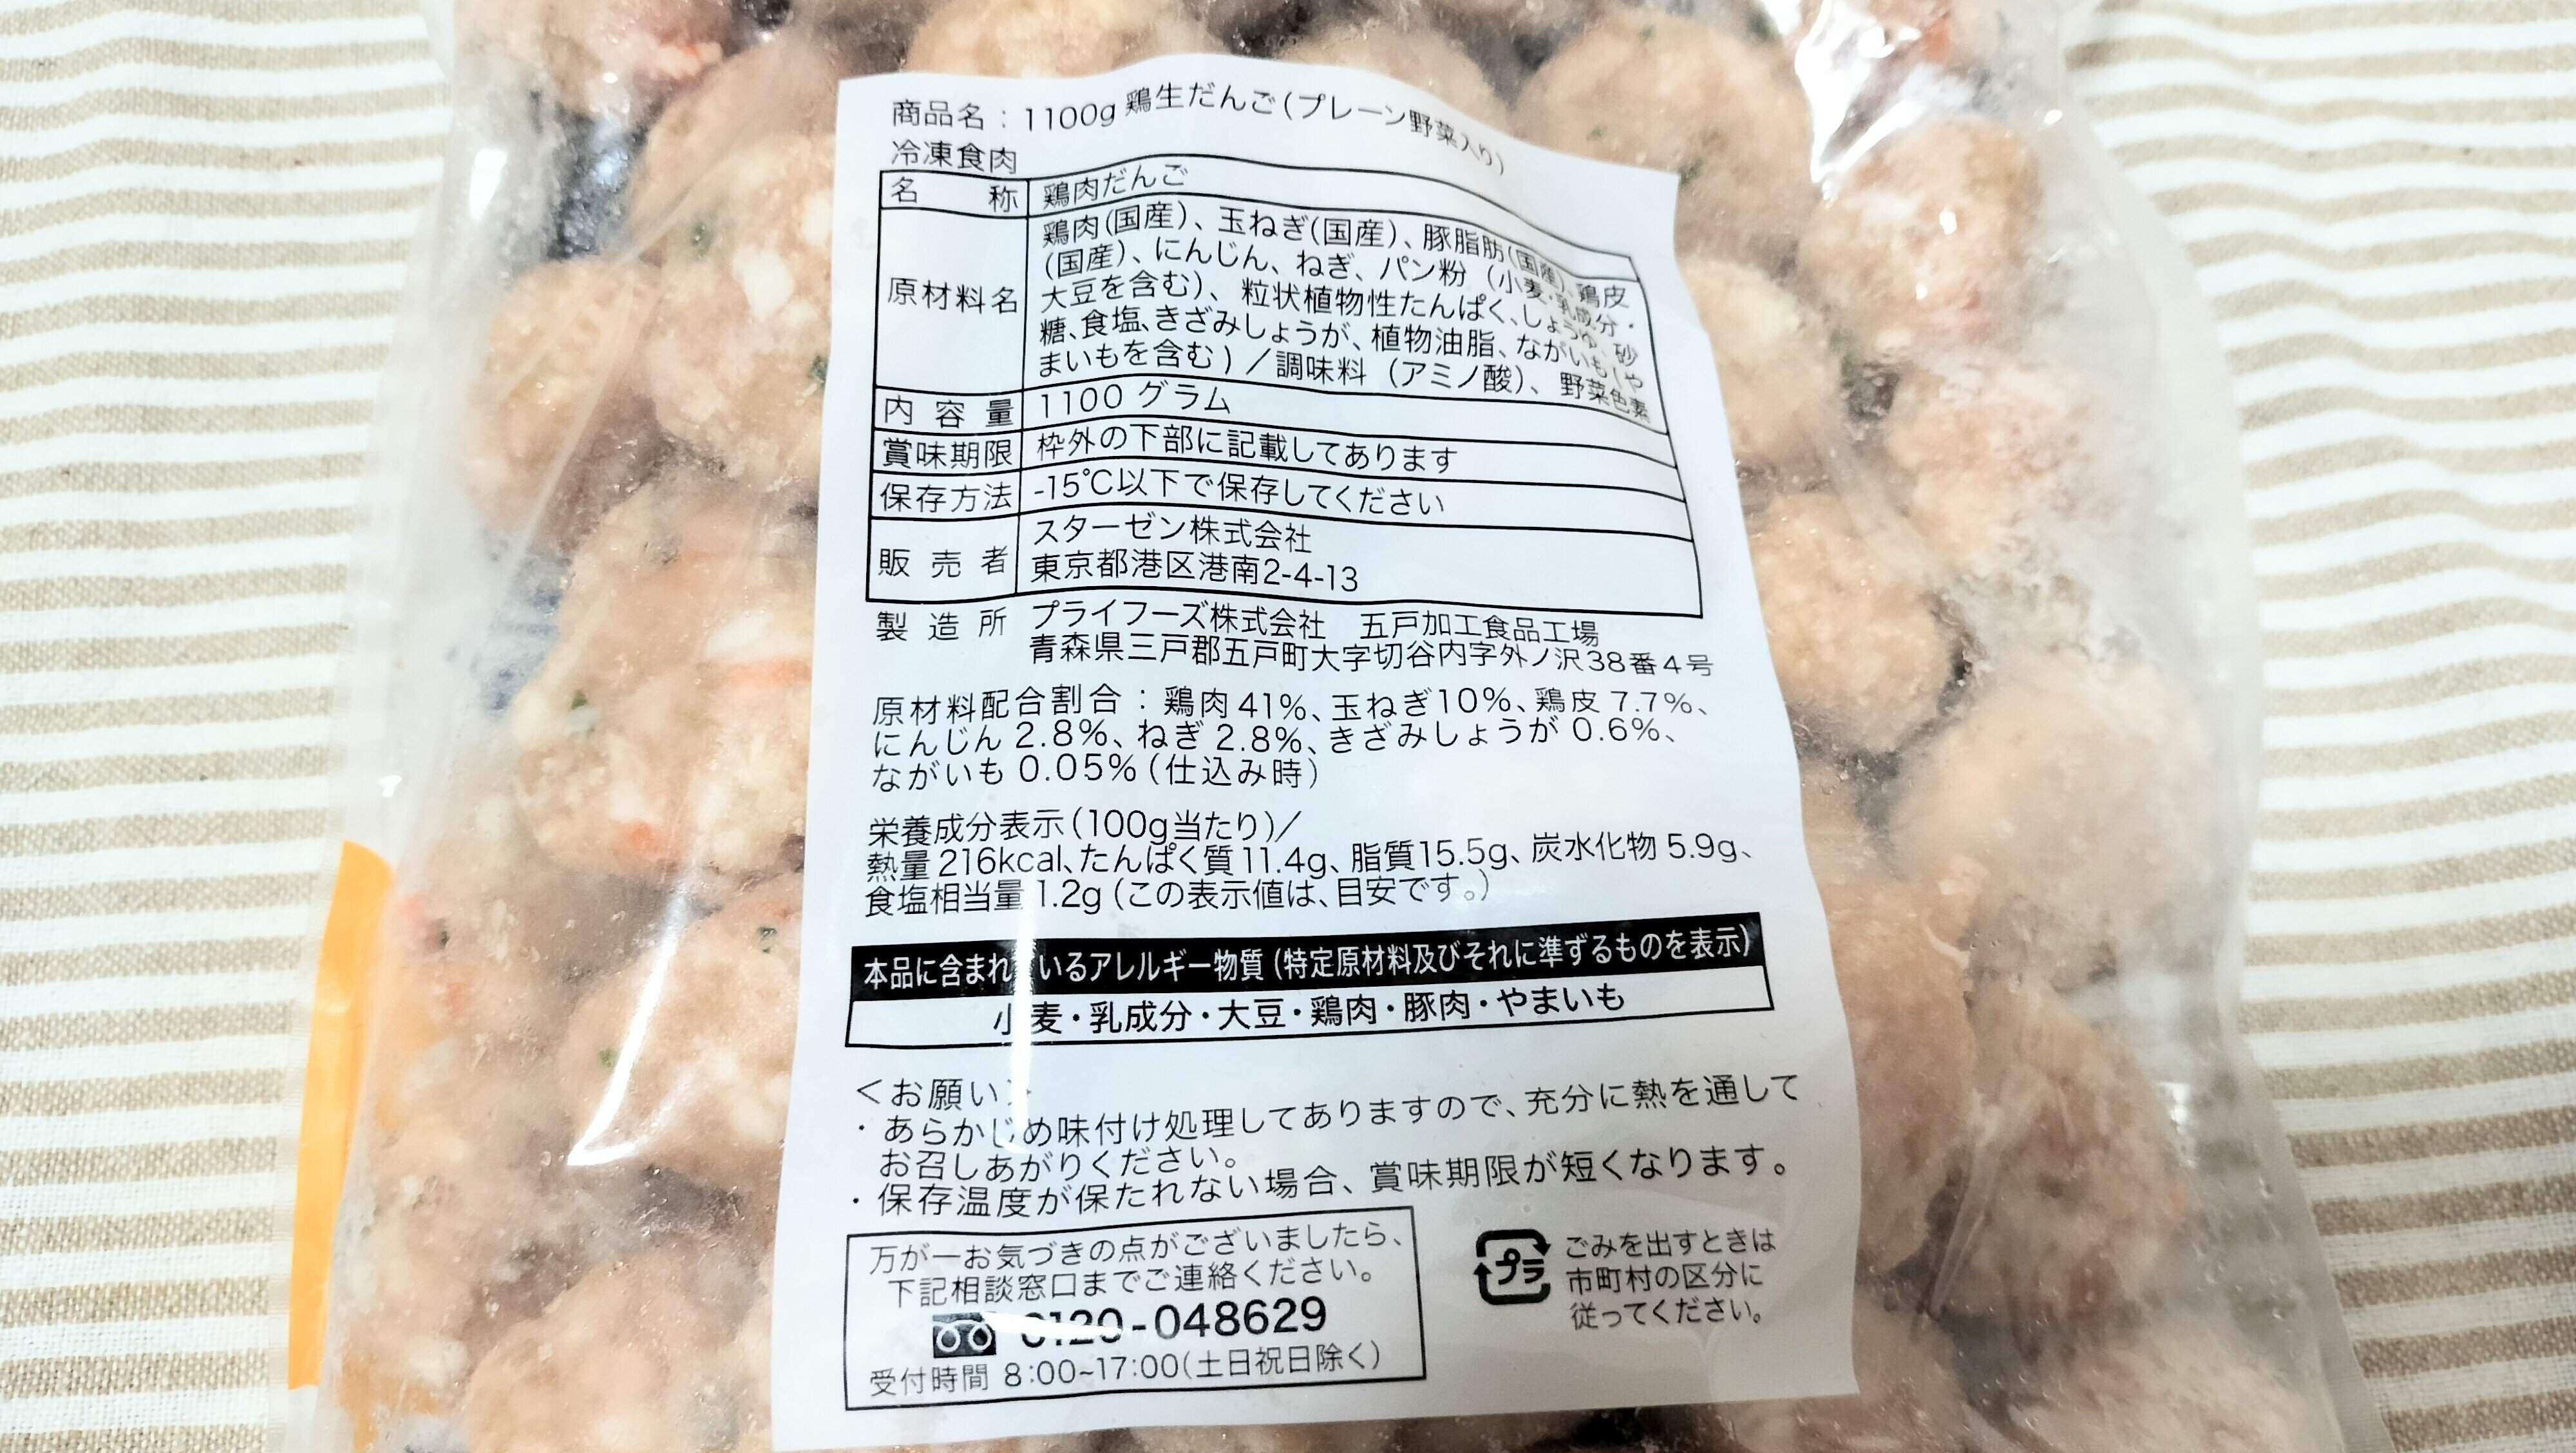 商品名：1100g 鶏生だんご(プレーン野菜入り)
冷凍食肉
名称 鶏肉だんご
原材料名 鶏肉(国産)、玉ねぎ(国産)、豚脂肪(国産)、鶏皮
(国産)、にんじん、ねぎ、パン粉（小麦・乳成分・
大豆を含む)、粒状植物性たんぱく、しょうゆ、砂
糖、食塩、きざみしょうが、植物油脂、ながいも(や
まいもを含む)／調味料（アミノ酸)、野菜色素
内容量 1100グラム
賞味期限 枠外の下部に記載してあります
保存方法 -15℃以下で保存してください
販売者 スターゼン株式会社
東京都港区港南2-4-13
製造所 プライフーズ株式会社 五戸加工食品工場
青森県三戸郡五戸町大字切谷内字外ノ沢38番4号
原材料配合割合：鶏肉 41%、玉ねぎ10%、鶏皮 7.7%、
にんじん 2.8%、ねぎ 2.8%、きざみしょうが 0.6%、
ながいも 0.05%(仕込み時)
栄養成分表示(100g当たり)／
熱量 216kcal、たんぱく質 11.4g、脂質15.5g、炭水化物 5.9g、
食塩相当量 1.2g (この表示値は、目安です。)
本品に含まれ いるアレルギー物質 (特定原材料及びそれに準ずるものを表示)
小麦・乳成分・大豆・鶏肉・豚肉・やまいも
＜お願い＞
・あらかじめ味付け処理してありますので、充分に熱を通して
お召しあがりください。
・保存温度が保たれない場合、賞味期限が短くなります。
万が一お気づきの点がございましたら、
下記相談窓口までご連絡ください。
0120-048629
受付時間 8:00~17:00(土日祝日除く)
プラ
ごみを出すときは
市町村の区分に
従ってください。